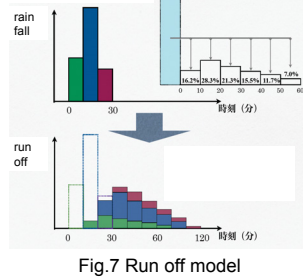 rain
fall
16.2% 28.3% 21.3% 15.5% 11.7% 7.0%
0 10 20 30 40 50 60
時刻（分）
0 30
時刻（分）
run
off
0 60 120 時刻（分）
Fig.7 Run off model